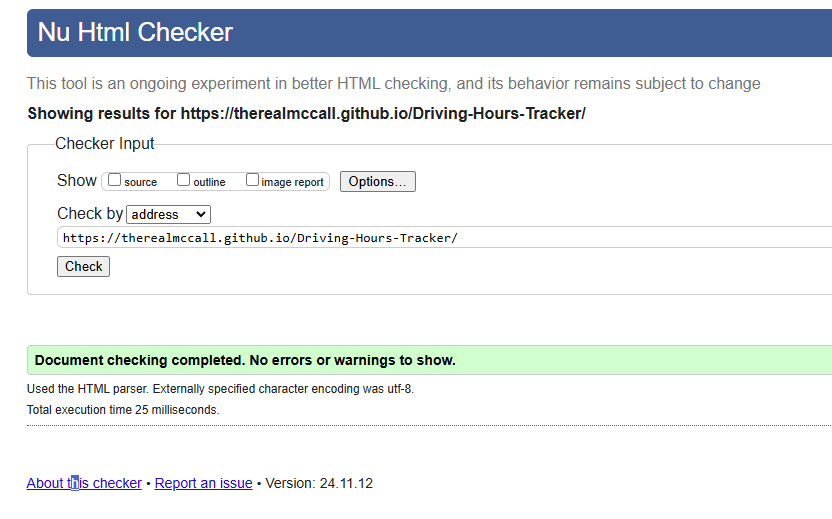 Nu Html Checker
This tool is an ongoing experiment in better HTML checking, and its behavior remains subject to change
Showing results for https://therealmccall.github.io/Driving-Hours-Tracker/
Checker Input
Show source outline image report Options...
Check by address
https://therealmccall.github.io/Driving-Hours-Tracker/
Check
Document checking completed. No errors or warnings to show.
Used the HTML parser. Externally specified character encoding was utf-8.
Total execution time 25 milliseconds.
About this checker • Report an issue • Version: 24.11.12